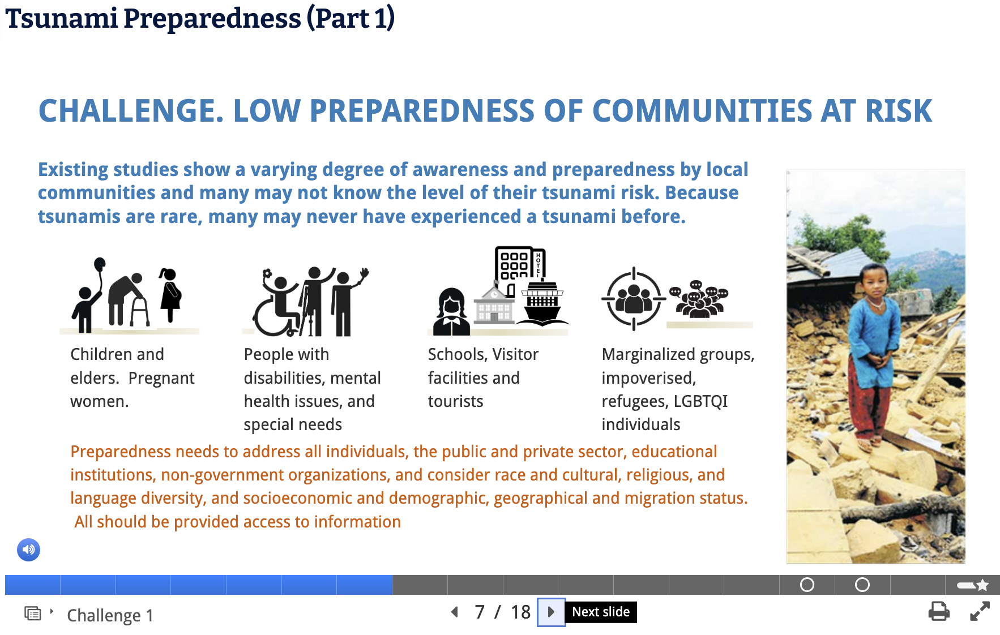 Tsunami Preparedness (Part 1)
CHALLENGE. LOW PREPAREDNESS OF COMMUNITIES AT RISK
Existing studies show a varying degree of awareness and preparedness by local
communities and many may not know the level of their tsunami risk. Because
tsunamis are rare, many may never have experienced a tsunami before.
HOTEL
Children and
elders.  Pregnant
women.
People with
disabilities, mental
health issues, and
special needs
Schools, Visitor
facilities and
tourists
Marginalized groups,
impoverised,
refugees, LGBTQI
individuals
Preparedness needs to address all individuals, the public and private sector, educational
institutions, non-government organizations, and consider race and cultural, religious, and
language diversity, and socioeconomic and demographic, geographical and migration status.
All should be provided access to information
Challenge 1
7 / 18
Next slide